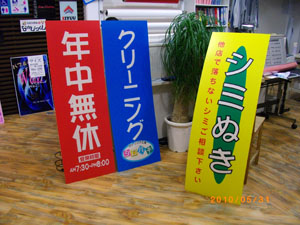 年中無休
営業時間
AM7:30-PM8:00
クリーニング
シミぬき
他店で落ちないシミご相談下さい
2010/05/31